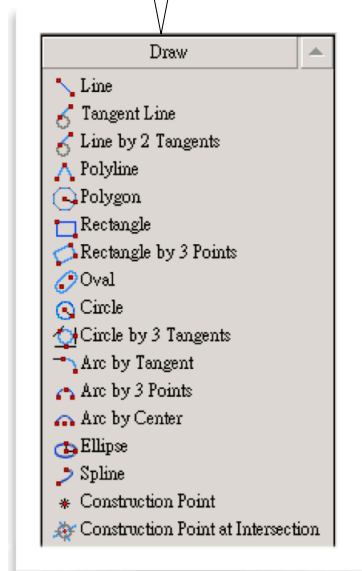 Draw
Line
Tangent Line
Line by 2 Tangents
Polyline
Polygon
Rectangle
Rectangle by 3 Points
Oval
Circle
Circle by 3 Tangents
Arc by Tangent
Arc by 3 Points
Arc by Center
Ellipse
Spline
Construction Point
Construction Point at Intersection